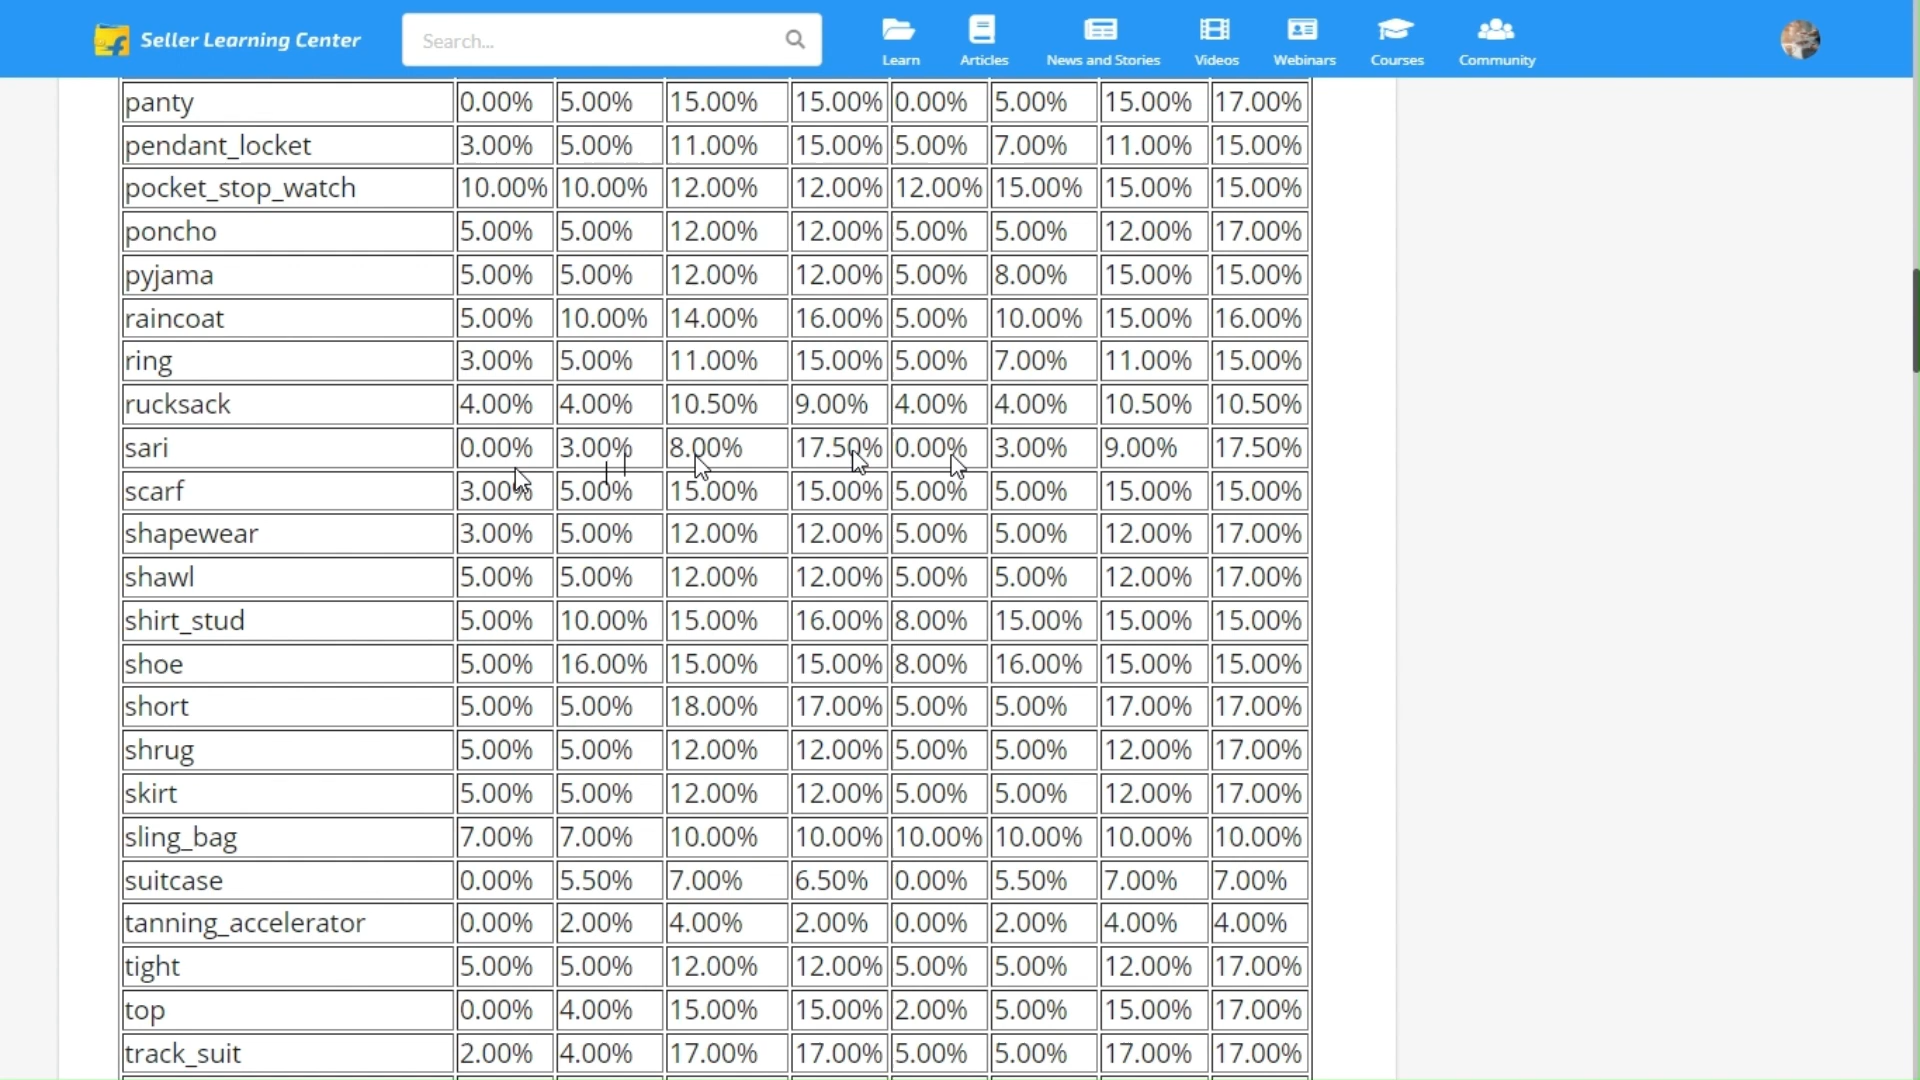 Seller Learning Center Search... Learn Articles News and Stories Videos Webinars Courses Community
panty 0.00% 5.00% 15.00% 15.00% 0.00% 5.00% 15.00% 17.00%
pendant_locket 3.00% 5.00% 11.00% 15.00% 5.00% 7.00% 11.00% 15.00%
pocket_stop_watch 10.00% 10.00% 12.00% 12.00% 12.00% 15.00% 15.00% 15.00%
poncho 5.00% 5.00% 12.00% 12.00% 5.00% 5.00% 12.00% 17.00%
pyjama 5.00% 5.00% 12.00% 12.00% 5.00% 8.00% 15.00% 15.00%
raincoat 5.00% 10.00% 14.00% 16.00% 5.00% 10.00% 15.00% 16.00%
ring 3.00% 5.00% 11.00% 15.00% 5.00% 7.00% 11.00% 15.00%
rucksack 4.00% 4.00% 10.50% 9.00% 4.00% 4.00% 10.50% 10.50%
sari 0.00% 3.00% 8.00% 17.50% 0.00% 3.00% 9.00% 17.50%
scarf 3.00% 5.00% 15.00% 15.00% 5.00% 5.00% 15.00% 15.00%
shapewear 3.00% 5.00% 12.00% 12.00% 5.00% 5.00% 12.00% 17.00%
shawl 5.00% 5.00% 12.00% 12.00% 5.00% 5.00% 12.00% 17.00%
shirt_stud 5.00% 10.00% 15.00% 16.00% 8.00% 15.00% 15.00% 15.00%
shoe 5.00% 16.00% 15.00% 15.00% 8.00% 16.00% 15.00% 15.00%
short 5.00% 5.00% 18.00% 17.00% 5.00% 5.00% 17.00% 17.00%
shrug 5.00% 5.00% 12.00% 12.00% 5.00% 5.00% 12.00% 17.00%
skirt 5.00% 5.00% 12.00% 12.00% 5.00% 5.00% 12.00% 17.00%
sling_bag 7.00% 7.00% 10.00% 10.00% 10.00% 10.00% 10.00% 10.00%
suitcase 0.00% 5.50% 7.00% 6.50% 0.00% 5.50% 7.00% 7.00%
tanning_accelerator 0.00% 2.00% 4.00% 2.00% 0.00% 2.00% 4.00% 4.00%
tight 5.00% 5.00% 12.00% 12.00% 5.00% 5.00% 12.00% 17.00%
top 0.00% 4.00% 15.00% 15.00% 2.00% 5.00% 15.00% 17.00%
track_suit 2.00% 4.00% 17.00% 17.00% 5.00% 5.00% 17.00% 17.00%